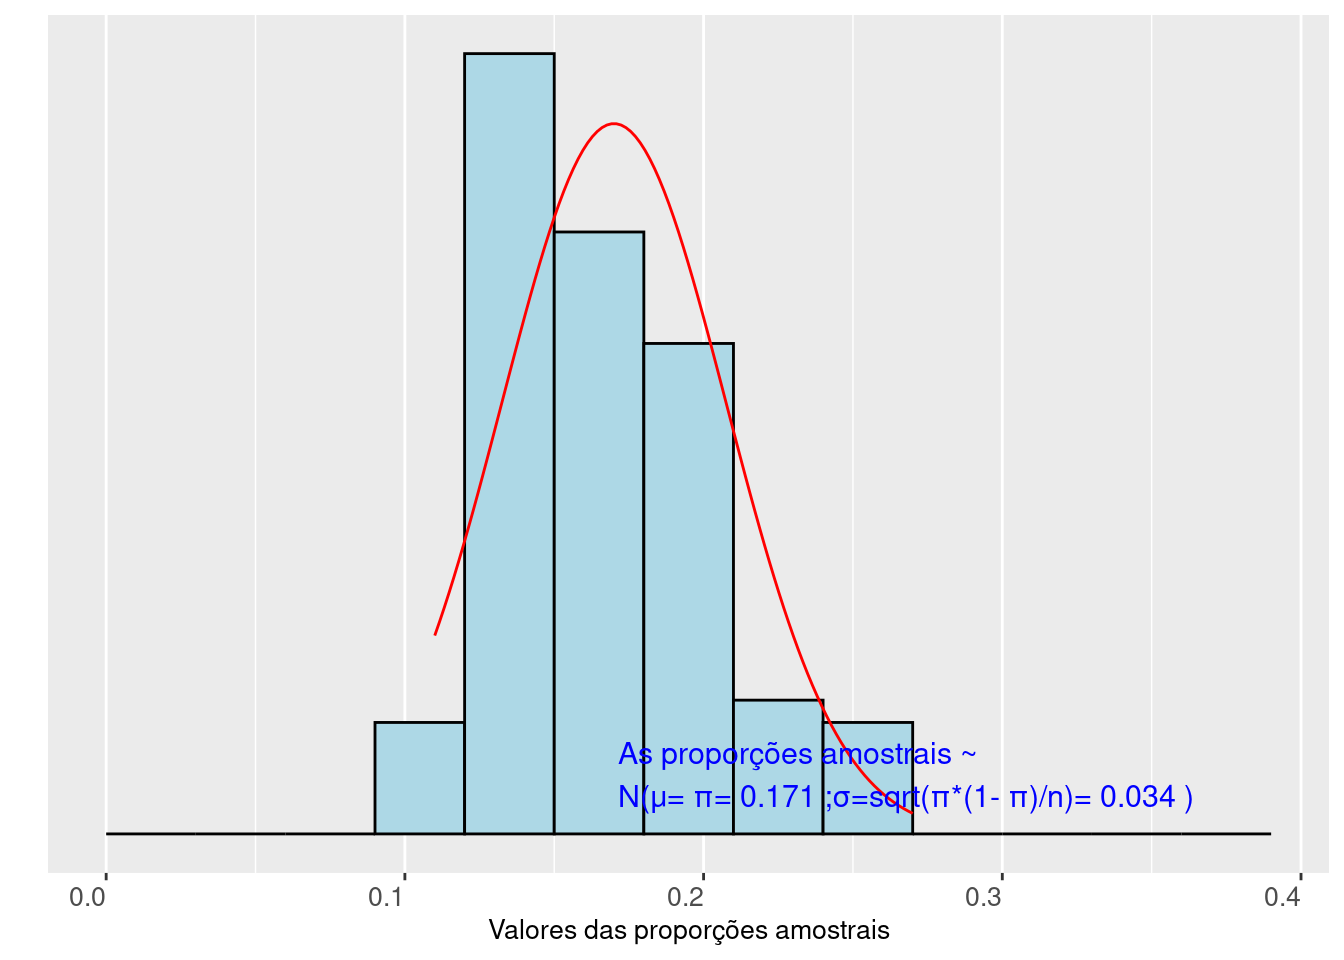 As proporções amostrais ~
N(μ= π= 0.171 ;σ=sqrt(π*(1- π)/n)= 0.034 )
0.0 0.1 0.2 0.3 0.4
Valores das proporções amostrais